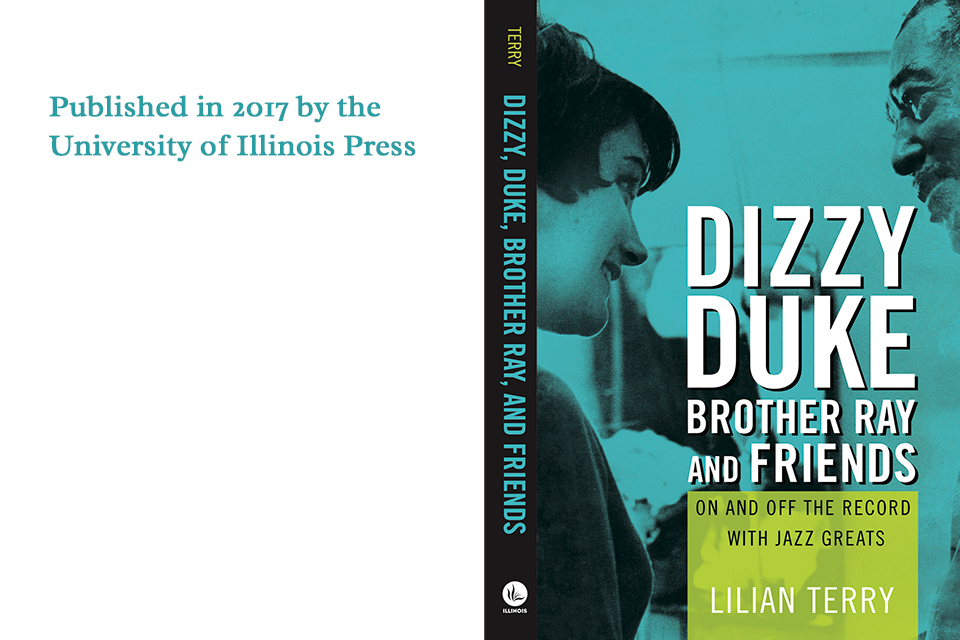 Published in 2017 by the
University of Illinois Press
TERRY
DIZZY, DUKE, BROTHER RAY, AND FRIENDS
ILLINOIS
DIZZY
DUKE
BROTHER RAY
AND FRIENDS
ON AND OFF THE RECORD
WITH JAZZ GREATS
LILIAN TERRY